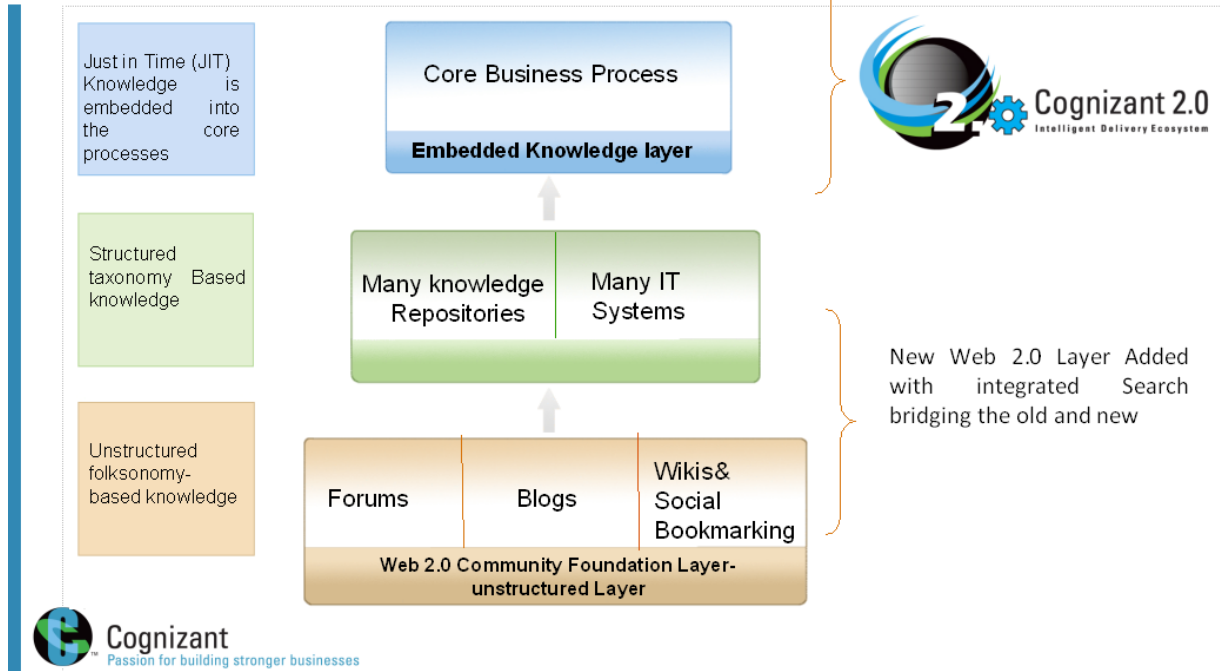 Just in Time (JIT)
Knowledge is
embedded into
the core
processes
Core Business Process
Embedded Knowledge layer
2.0
Cognizant 2.0
Intelligent Delivery Ecosystem
Structured
taxonomy Based
knowledge
Many knowledge
Repositories
Many IT
Systems
New Web 2.0 Layer Added
with integrated Search
bridging the old and new
Unstructured
folksonomy-
based knowledge
Forums
Blogs
Wikis&
Social
Bookmarking
Web 2.0 Community Foundation Layer-
unstructured Layer
Cognizant
TM
Passion for building stronger businesses